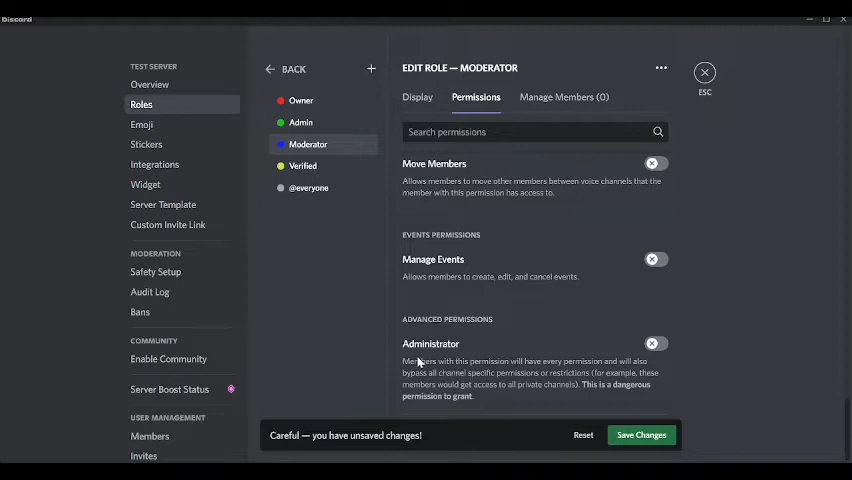 Discord
TEST SERVER
Overview
Roles
Emoji
Stickers
Integrations
Widget
Server Template
Custom Invite Link
MODERATION
Safety Setup
Audit Log
Bans
COMMUNITY
Enable Community
Server Boost Status
USER MANAGEMENT
Members
Invites
BACK
Owner
Admin
Moderator
Verified
@everyone
EDIT ROLE — MODERATOR
Display Permissions Manage Members (0)
Search permissions
Move Members
Allows members to move other members between voice channels that the
member with this permission has access to.
EVENTS PERMISSIONS
Manage Events
Allows members to create, edit, and cancel events.
ADVANCED PERMISSIONS
Administrator
Members with this permission will have every permission and will also
bypass all channel specific permissions or restrictions (for example, these
members would get access to all private channels). This is a dangerous
permission to grant.
Careful — you have unsaved changes!
Reset
Save Changes
ESC